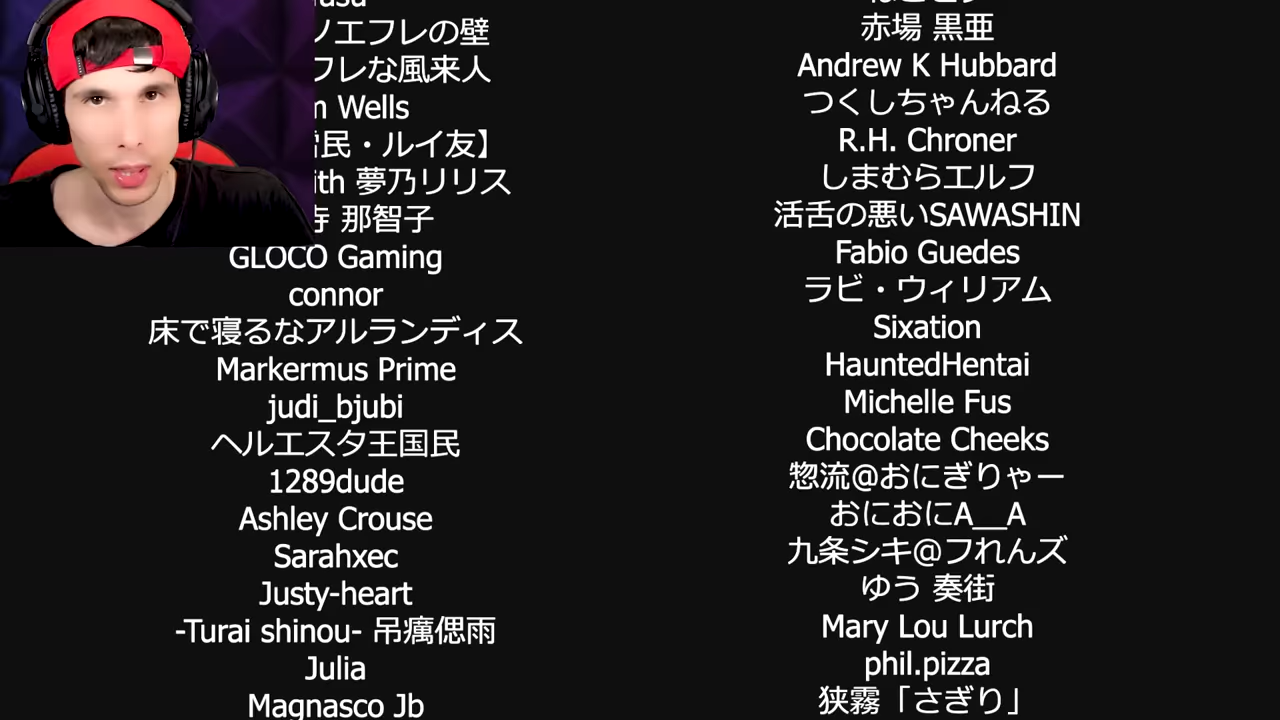 ノエフレの壁
フレな風来人
Wells
民・ルイ友】
ith 夢乃リリス
寺 那智子
GLOCO Gaming
connor
床で寝るなアルランディス
Markermus Prime
judi_bjubi
ヘルエスタ王国民
1289dude
Ashley Crouse
Sarahxec
Justy-heart
-Turai shinou- 吊癘偲雨
Julia
Magnasco Jb
赤場 黒亜
Andrew K Hubbard
つくしちゃんねる
R.H. Chroner
しまむらエルフ
活舌の悪いSAWASHIN
Fabio Guedes
ラビ・ウィリアム
Sixation
HauntedHentai
Michelle Fus
Chocolate Cheeks
惣流@おにぎりゃー
おにおにA__A
九条シキ@フれんズ
ゆう 奏街
Mary Lou Lurch
phil.pizza
狭霧「さぎり」